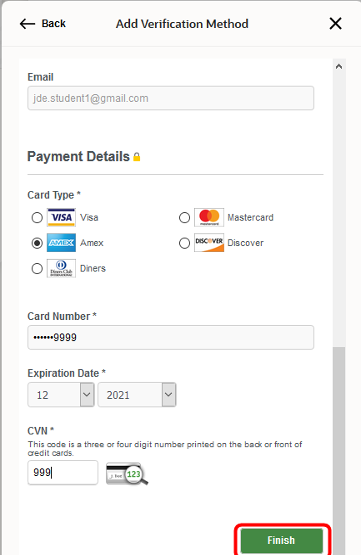 Back Add Verification Method
Email
jde.student1@gmail.com
Payment Details
Card Type *
VISA Visa
Mastercard
AMEX Amex
DISCOVER Discover
Diners Club Diners
Card Number *
••••••9999
Expiration Date *
12 2021
CVN *
This code is a three or four digit number printed on the back or front of
credit cards.
999
123
Finish